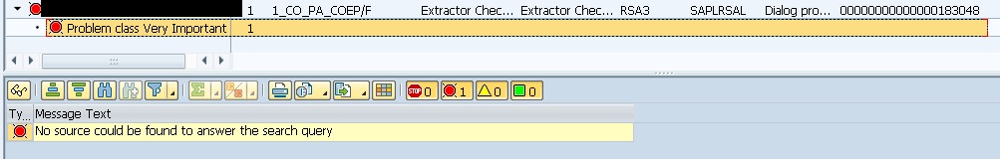 1 1_CO_PA_COEP/F Extractor Chec... Extractor Chec... RSA3 SAPLRSAL Dialog pro... 00000000000000183048
Problem class Very Important 1
STOP 0 1 0 0
Ty... Message Text
No source could be found to answer the search query